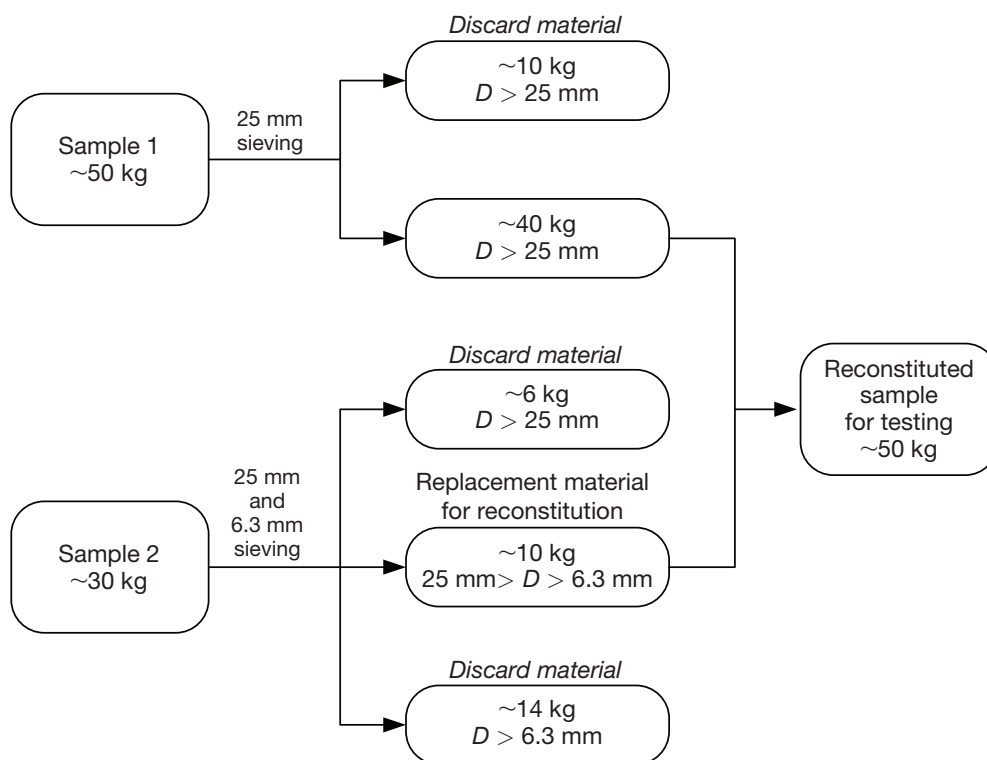 Discard material
~10 kg
D > 25 mm
25 mm
sieving
Sample 1
~50 kg
~40 kg
D > 25 mm
Discard material
~6 kg
D > 25 mm
Reconstituted
sample
for testing
~50 kg
25 mm
and
6.3 mm
sieving
Replacement material
for reconstitution
Sample 2
~30 kg
~10 kg
25 mm> D > 6.3 mm
Discard material
~14 kg
D > 6.3 mm